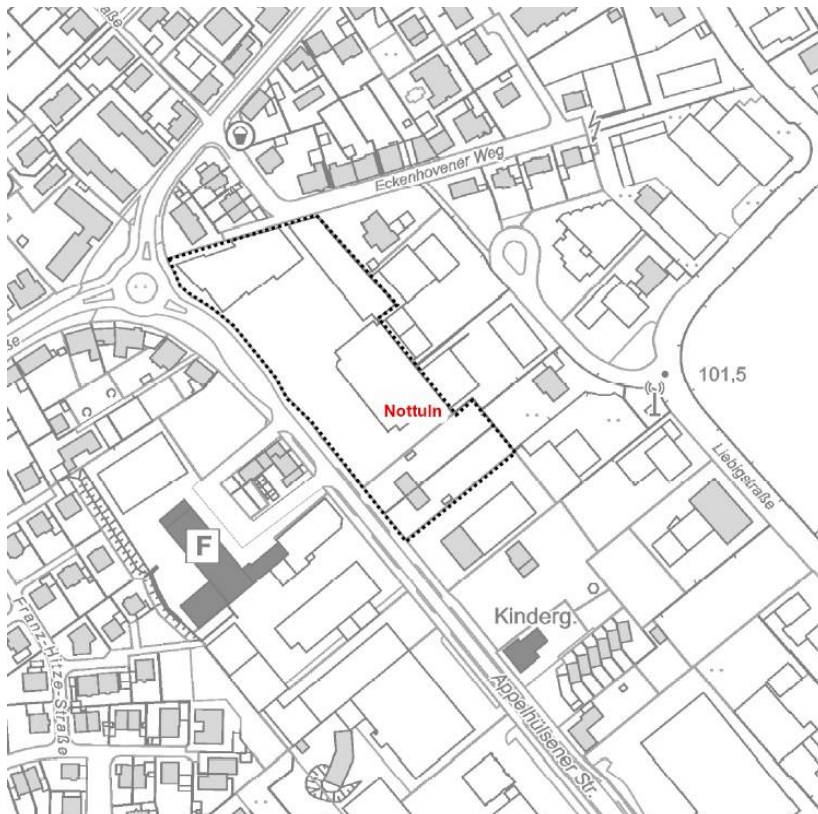 Eckenhovener Weg
101,5
Nottuln
Liebigstraße
F
Kinderg.
Franz-Hitze-Straße
Appelhülsener Str.